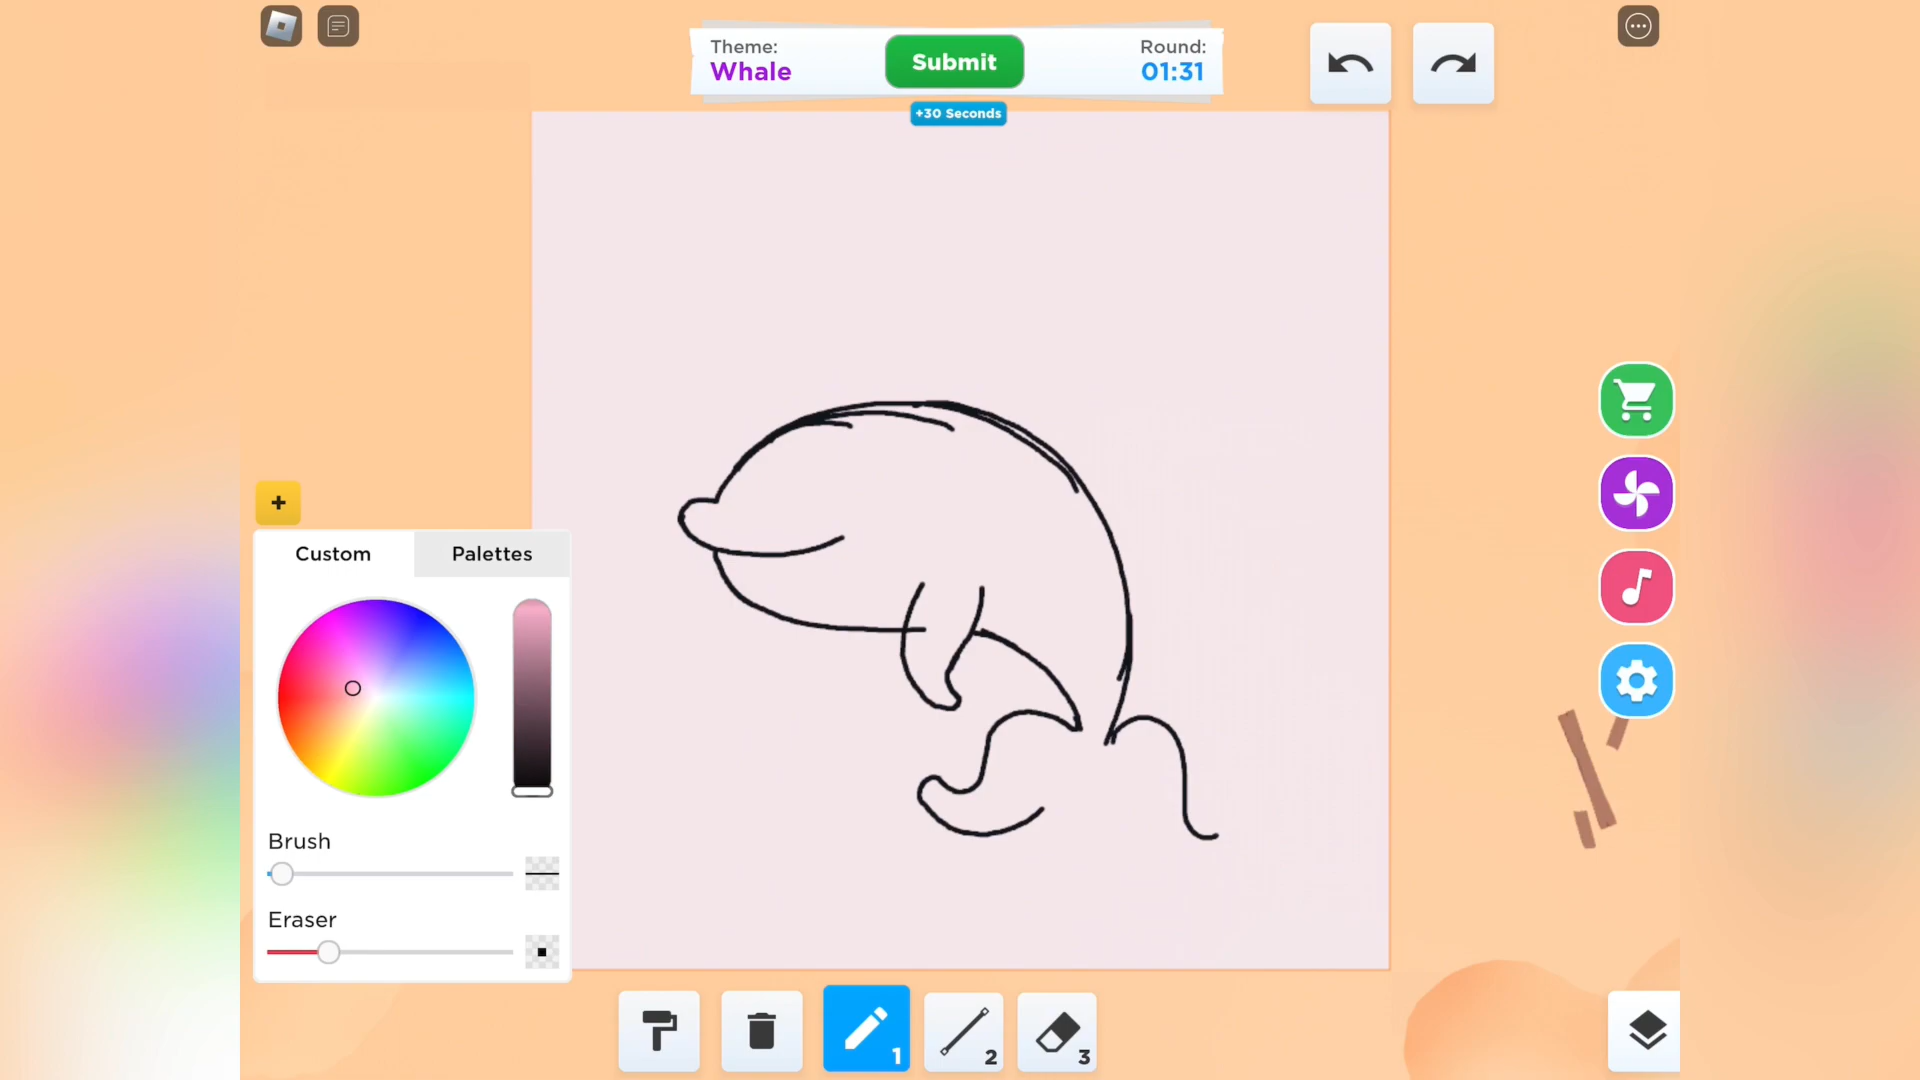 Theme:
Whale
Submit
Round:
01:31
+30 Seconds
+
Custom
Palettes
Brush
Eraser
1
2
3